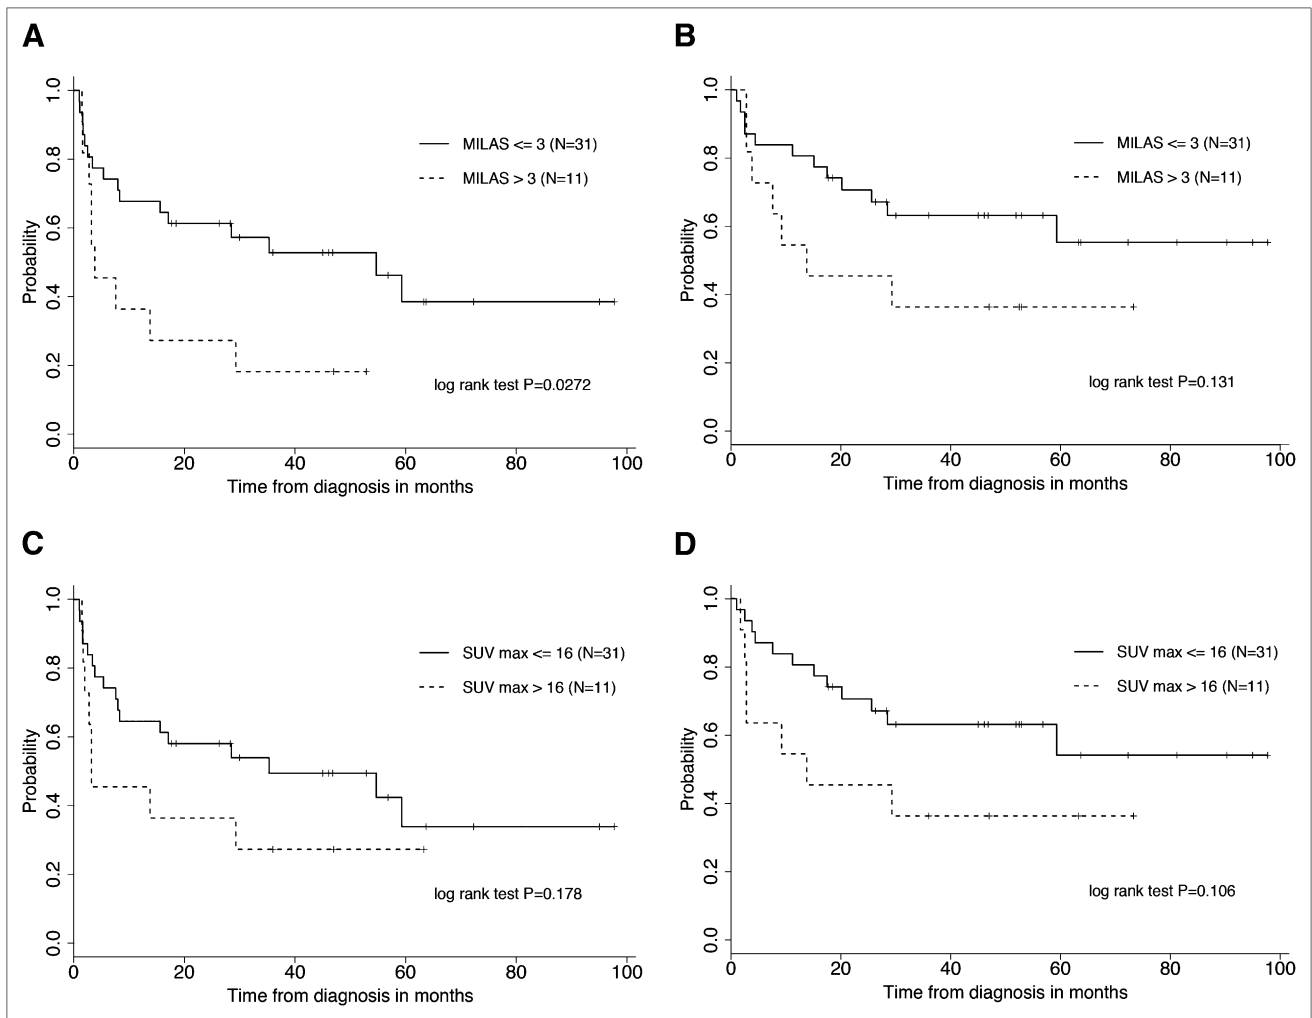 A
1.0
0.8
0.6
0.4
0.2
0.0
Probability
MILAS <= 3 (N=31)
MILAS > 3 (N=11)
log rank test P=0.0272
0 20 40 60 80 100
Time from diagnosis in months
B
1.0
0.8
0.6
0.4
0.2
0.0
Probability
MILAS <= 3 (N=31)
MILAS > 3 (N=11)
log rank test P=0.131
0 20 40 60 80 100
Time from diagnosis in months
C
1.0
0.8
0.6
0.4
0.2
0.0
Probability
SUV max <= 16 (N=31)
SUV max > 16 (N=11)
log rank test P=0.178
0 20 40 60 80 100
Time from diagnosis in months
D
1.0
0.8
0.6
0.4
0.2
0.0
Probability
SUV max <= 16 (N=31)
SUV max > 16 (N=11)
log rank test P=0.106
0 20 40 60 80 100
Time from diagnosis in months